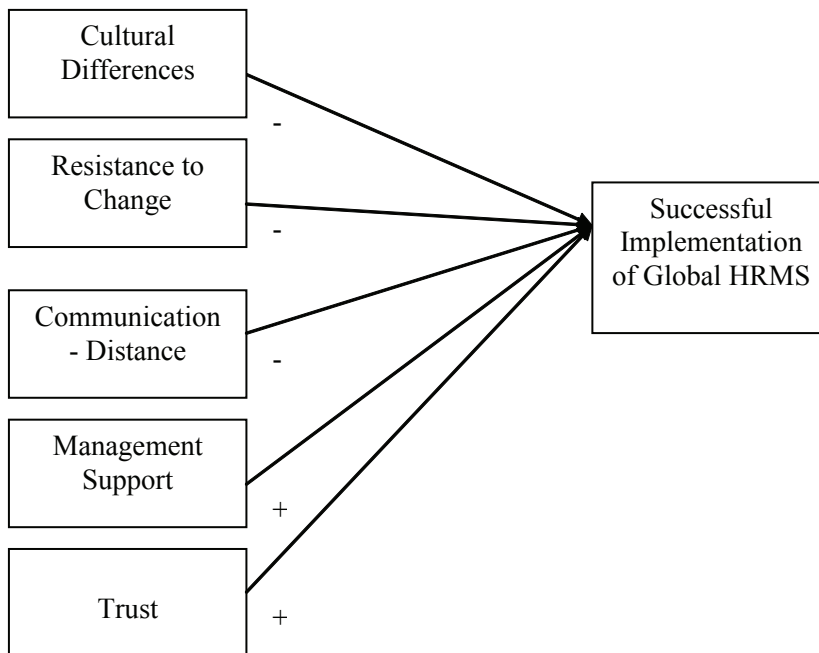 Cultural
Differences
-
Resistance to
Change
-
Communication
- Distance
-
Management
Support
+
Trust
+
Successful
Implementation
of Global HRMS